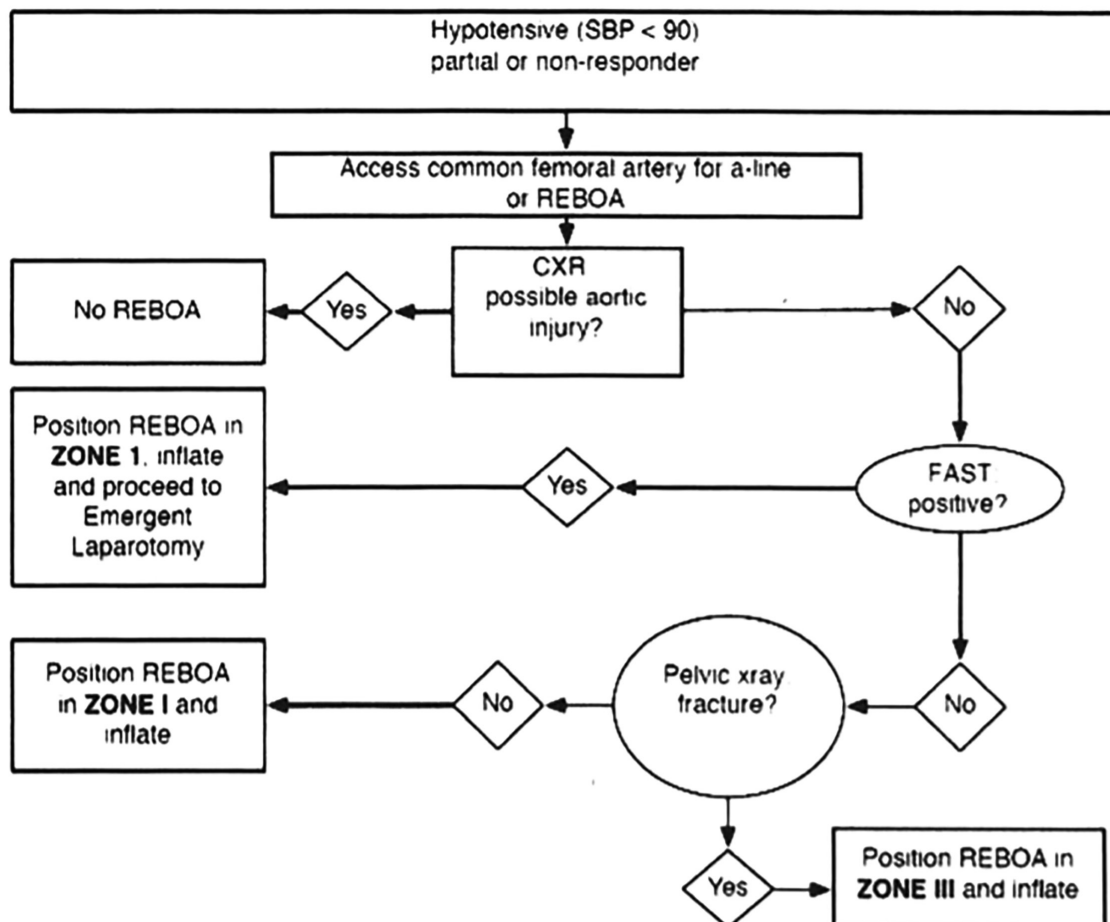 Hypotensive (SBP < 90)
partial or non-responder
Access common femoral artery for a-line
or REBOA
CXR
possible aortic
injury?
No REBOA
Yes
No
Position REBOA in
ZONE 1, inflate
and proceed to
Emergent
Laparotomy
Yes
FAST
positive?
Position REBOA
in ZONE I and
inflate
No
Pelvic xray
fracture?
No
Yes
Position REBOA in
ZONE III and inflate